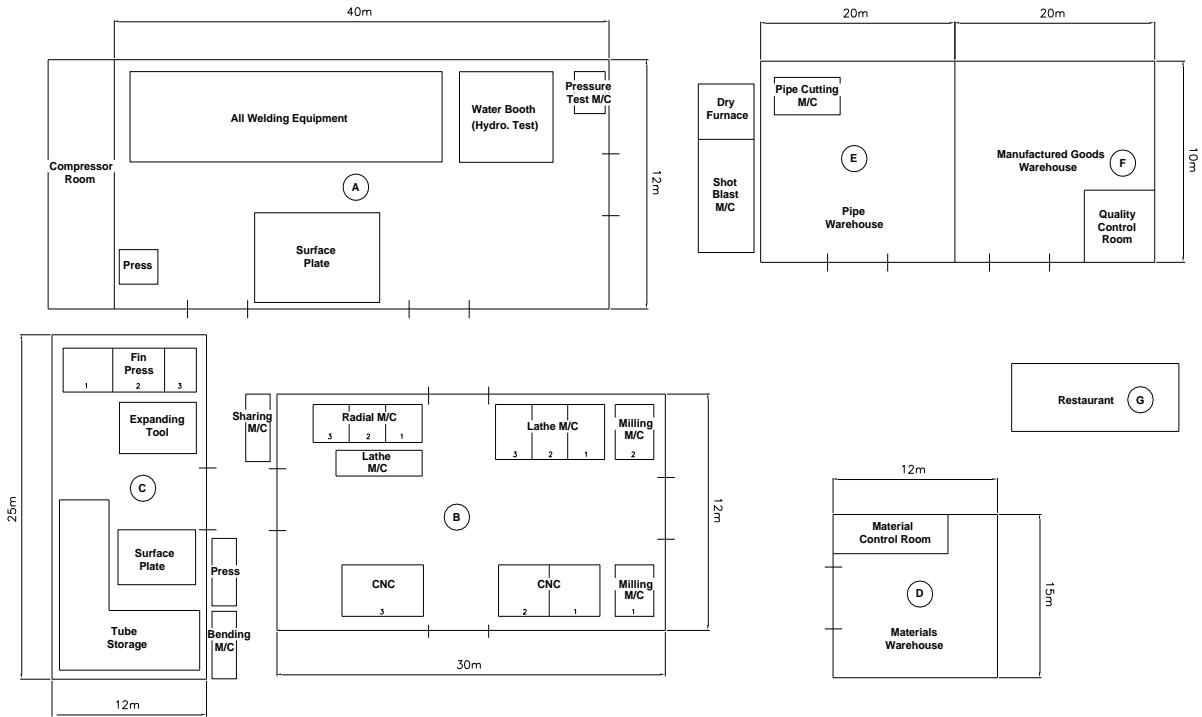 40m
20m
20m
All Welding Equipment
Water Booth
(Hydro. Test)
Pressure
Test M/C
Compressor
Room
A
Press
Surface
Plate
12m
Dry
Furnace
Shot
Blast
M/C
Pipe Cutting
M/C
E
Pipe
Warehouse
Manufactured Goods
Warehouse
F
Quality
Control
Room
10m
25m
Fin
Press
1
2
3
Expanding
Tool
C
Surface
Plate
Tube
Storage
Press
Bending
M/C
12m
Sharing
M/C
Radial M/C
3
2
1
Lathe
M/C
Lathe M/C
3
2
1
Milling
M/C
2
B
CNC
3
CNC
2
1
Milling
M/C
1
12m
30m
Restaurant
G
12m
Material
Control Room
D
Materials
Warehouse
15m